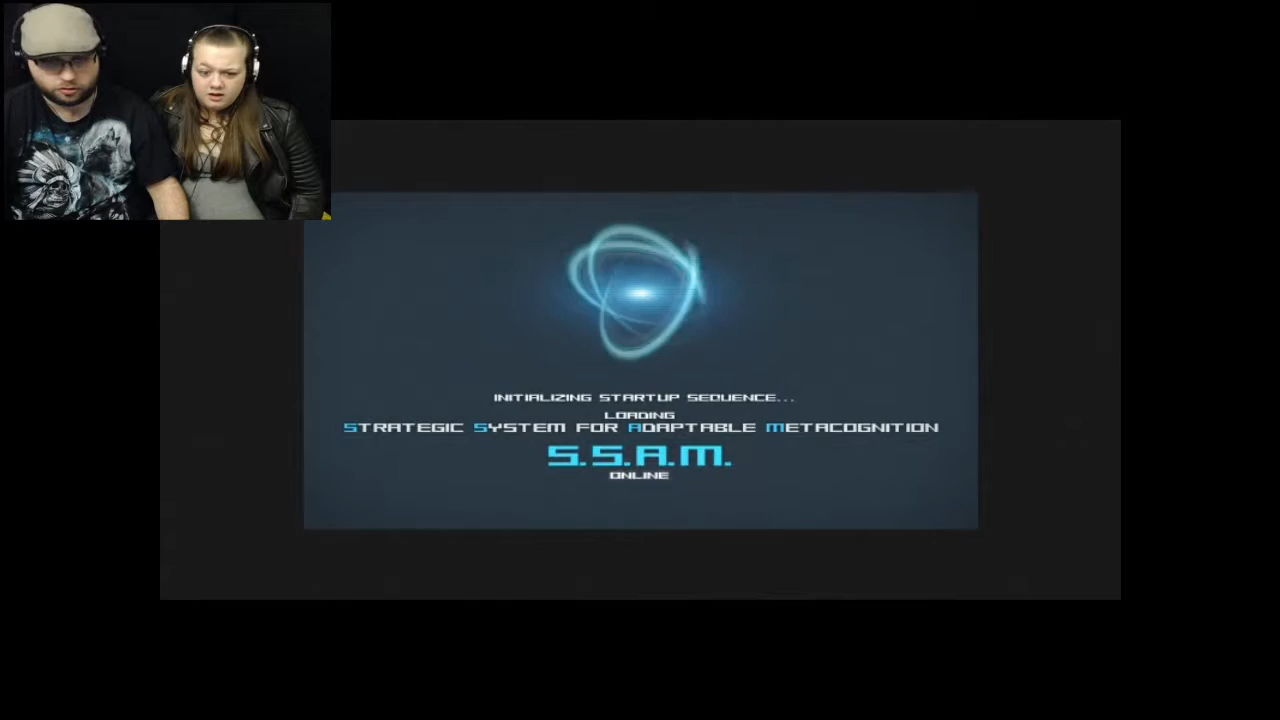 INITIALIZING STARTUP SEQUENCE...
LOADING
STRATEGIC SYSTEM FOR ADAPTABLE METACOGNITION
S.S.A.M.
ONLINE